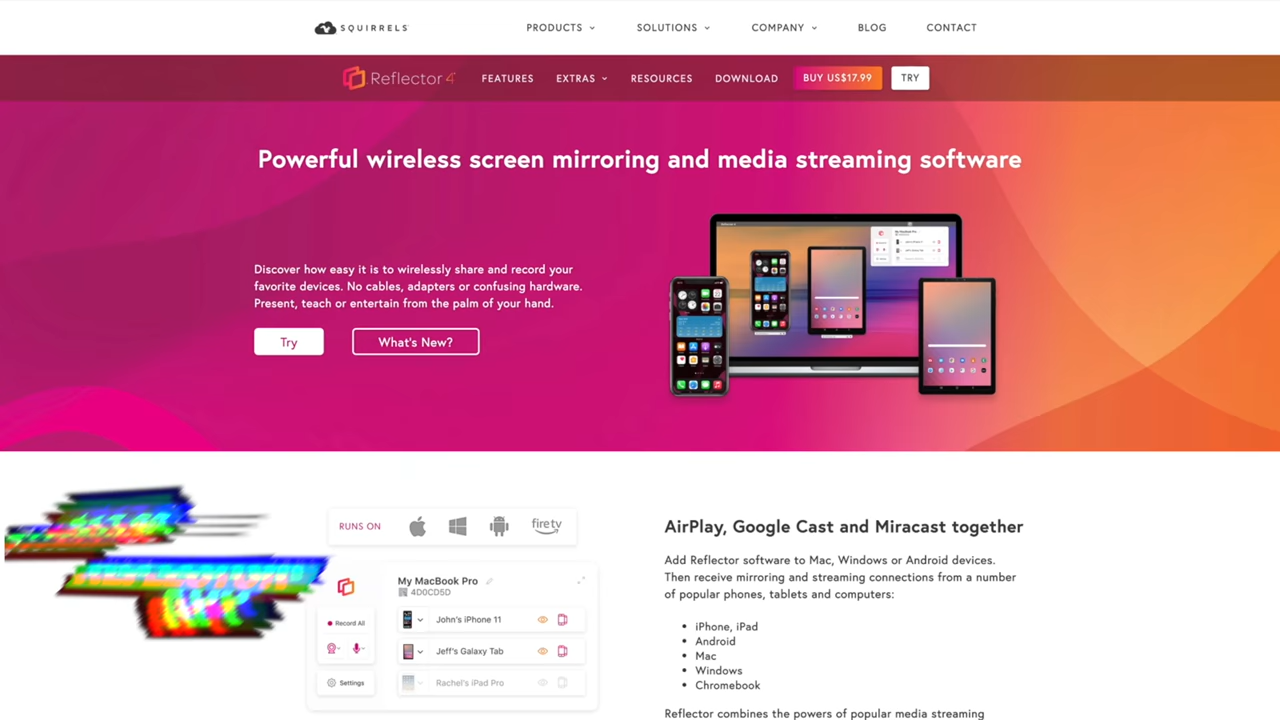 SQUIRRELS
PRODUCTS
SOLUTIONS
COMPANY
BLOG
CONTACT
Reflector 4
FEATURES
EXTRAS
RESOURCES
DOWNLOAD
BUY US$17.99
TRY
Powerful wireless screen mirroring and media streaming software
Discover how easy it is to wirelessly share and record your
favorite devices. No cables, adapters or confusing hardware.
Present, teach or entertain from the palm of your hand.
Try
What's New?
RUNS ON
firetv
My MacBook Pro
4D0CD5D
Record All
John's iPhone 11
Jeff's Galaxy Tab
Settings
Rachel's iPad Pro
AirPlay, Google Cast and Miracast together
Add Reflector software to Mac, Windows or Android devices.
Then receive mirroring and streaming connections from a number
of popular phones, tablets and computers:
iPhone, iPad
Android
Mac
Windows
Chromebook
Reflector combines the powers of popular media streaming